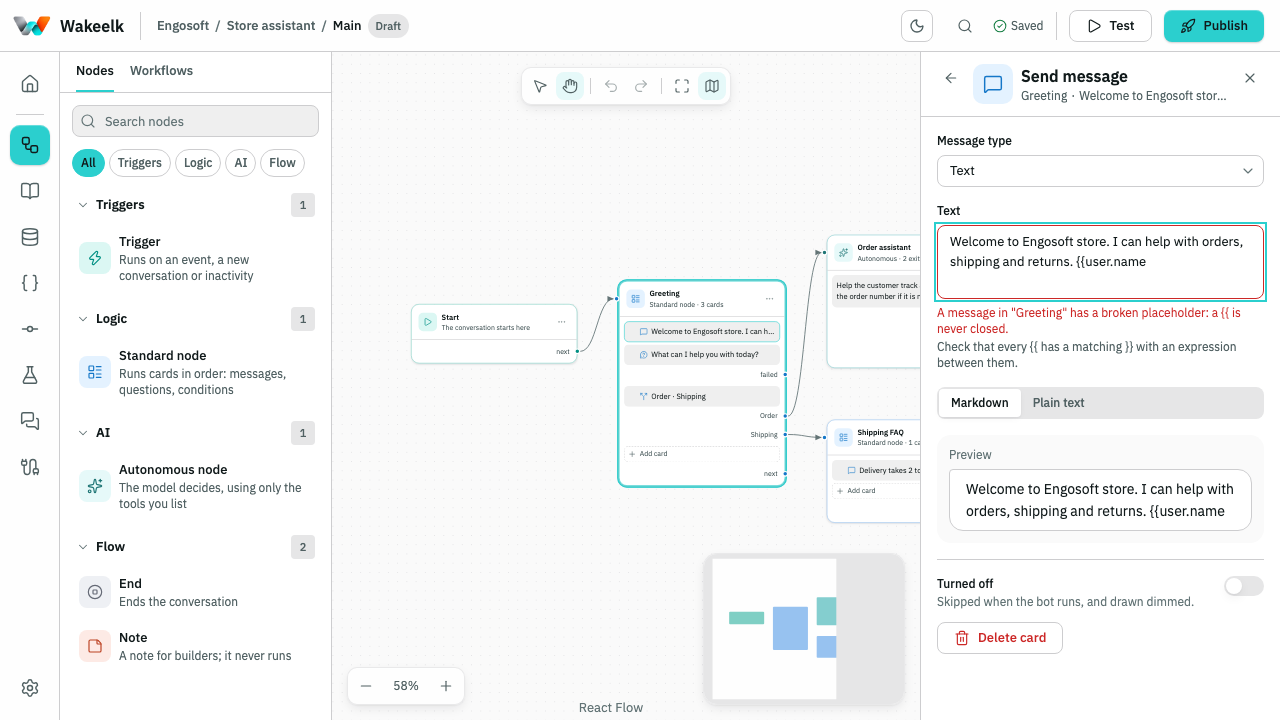 Wakeelk
Engosoft / Store assistant / Main Draft
Saved
Test
Publish
Nodes
Workflows
Search nodes
All
Triggers
Logic
AI
Flow
Triggers
1
Trigger
Runs on an event, a new
conversation or inactivity
Logic
1
Standard node
Runs cards in order: messages,
questions, conditions
AI
1
Autonomous node
The model decides, using only the
tools you list
Flow
2
End
Ends the conversation
Note
A note for builders; it never runs
Start
The conversation starts here
next
Greeting
Standard node · 3 cards
Welcome to Engosoft store. I can h...
What can I help you with today?
failed
Order · Shipping
Order
Shipping
Add card
next
Order assistant
Autonomous · 2 exit
Help the customer track
the order number if it is n
Shipping FAQ
Standard node · 1 ca
Delivery takes 2 to
Add card
58%
React Flow
Send message
Greeting · Welcome to Engosoft stor...
Message type
Text
Text
Welcome to Engosoft store. I can help with orders,
shipping and returns. {{user.name
A message in "Greeting" has a broken placeholder: a {{ is
never closed.
Check that every {{ has a matching }} with an expression
between them.
Markdown
Plain text
Preview
Welcome to Engosoft store. I can help with
orders, shipping and returns. {{user.name
Turned off
Skipped when the bot runs, and drawn dimmed.
Delete card